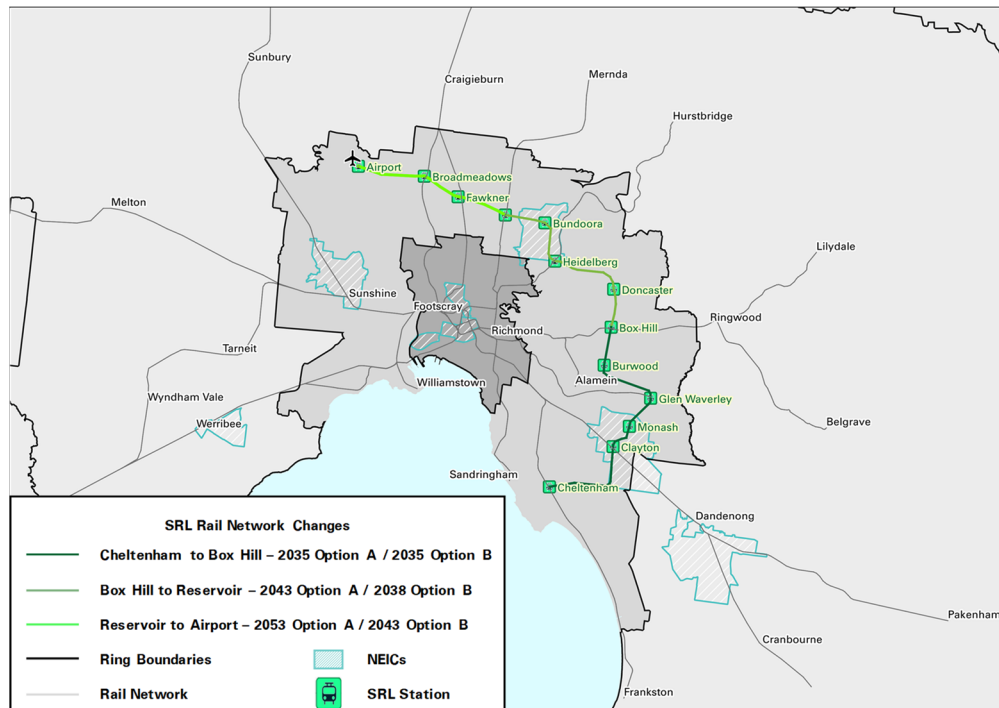 Sunbury
Craigieburn
Mernda
Hurstbridge
Airport
Broadmeadows
Fawkner
Melton
Bundoora
Lilydale
Heidelberg
Sunshine
Doncaster
Footscray
Ringwood
Richmond
Box Hill
Tarneit
Burwood
Williamstown
Alamein
Wyndham Vale
Glen Waverley
Werribee
Belgrave
Monash
Clayton
Sandringham
Cheltenham
Dandenong
Pakenham
Cranbourne
Frankston
SRL Rail Network Changes
Cheltenham to Box Hill – 2035 Option A / 2035 Option B
Box Hill to Reservoir – 2043 Option A / 2038 Option B
Reservoir to Airport – 2053 Option A / 2043 Option B
Ring Boundaries
NEICs
Rail Network
SRL Station